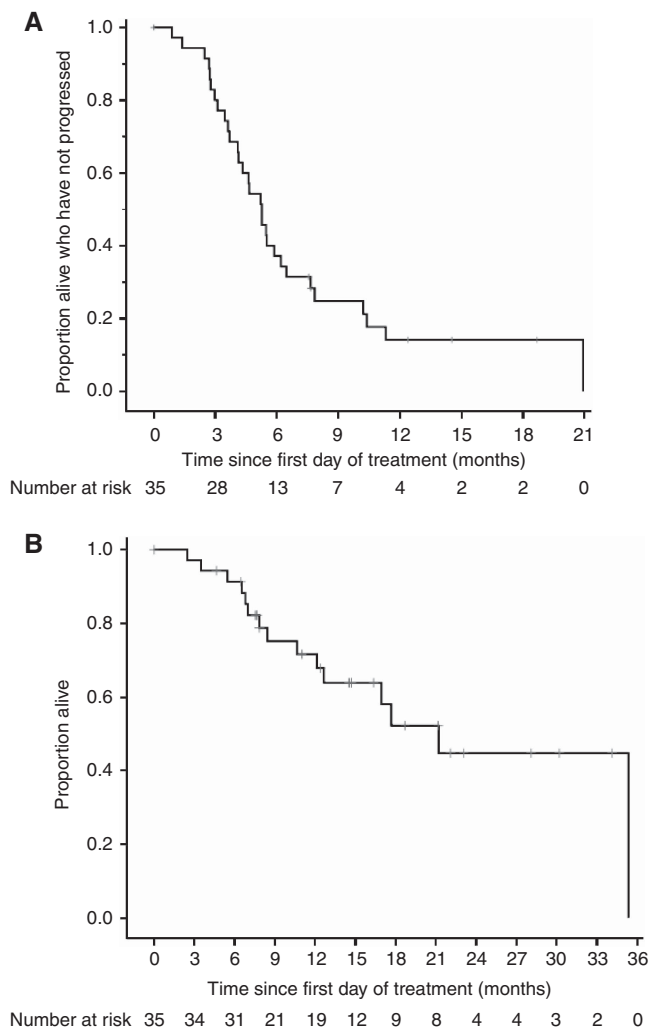 A
Proportion alive who have not progressed
1.0
0.8
0.6
0.4
0.2
0.0
0 3 6 9 12 15 18 21
Time since first day of treatment (months)
Number at risk 35 28 13 7 4 2 2 0
B
Proportion alive
1.0
0.8
0.6
0.4
0.2
0.0
0 3 6 9 12 15 18 21 24 27 30 33 36
Time since first day of treatment (months)
Number at risk 35 34 31 21 19 12 9 8 4 4 3 2 0